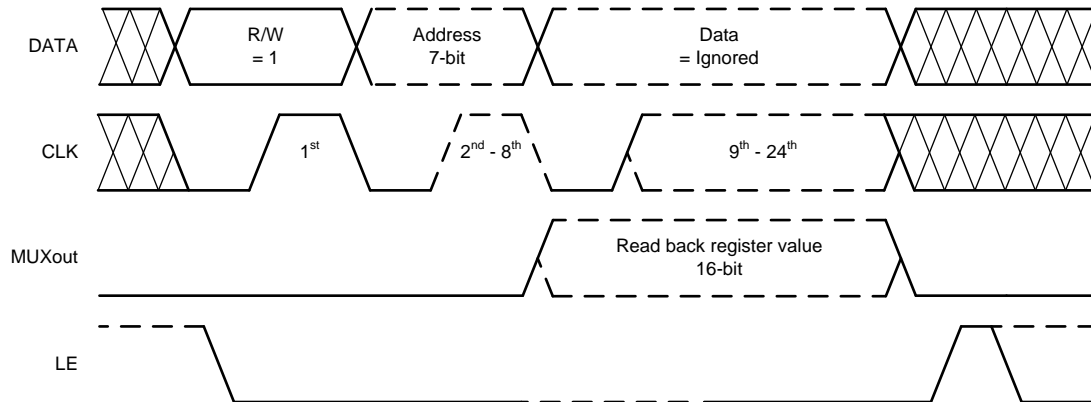 DATA
R/W
= 1
Address
7-bit
Data
= Ignored
CLK
1st
2nd - 8th
9th - 24th
MUXout
Read back register value
16-bit
LE